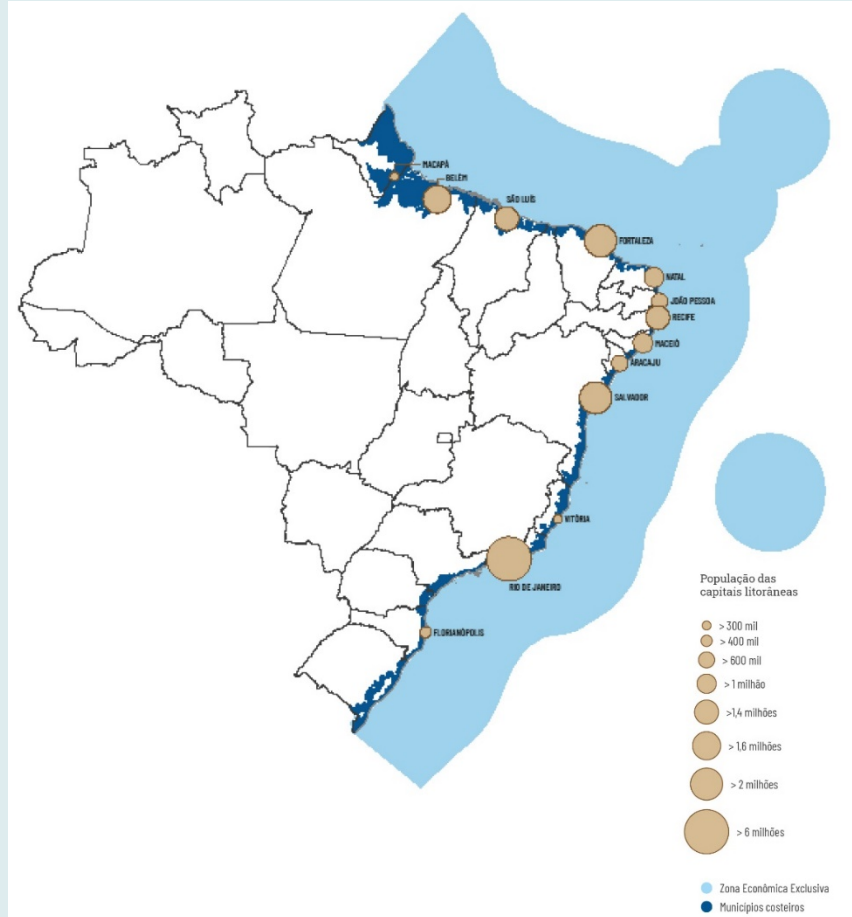 MACAPÁ
BELÉM
SÃO LUÍS
FORTALEZA
NATAL
JOÃO PESSOA
RECIFE
MACEIÓ
ARACAJU
SALVADOR
VITÓRIA
RIO DE JANEIRO
FLORIANÓPOLIS
População das
capitais litorâneas
> 300 mil
> 400 mil
> 600 mil
> 1 milhão
>1,4 milhões
> 1,6 milhões
> 2 milhões
> 6 milhões
Zona Econômica Exclusiva
Municípios costeiros